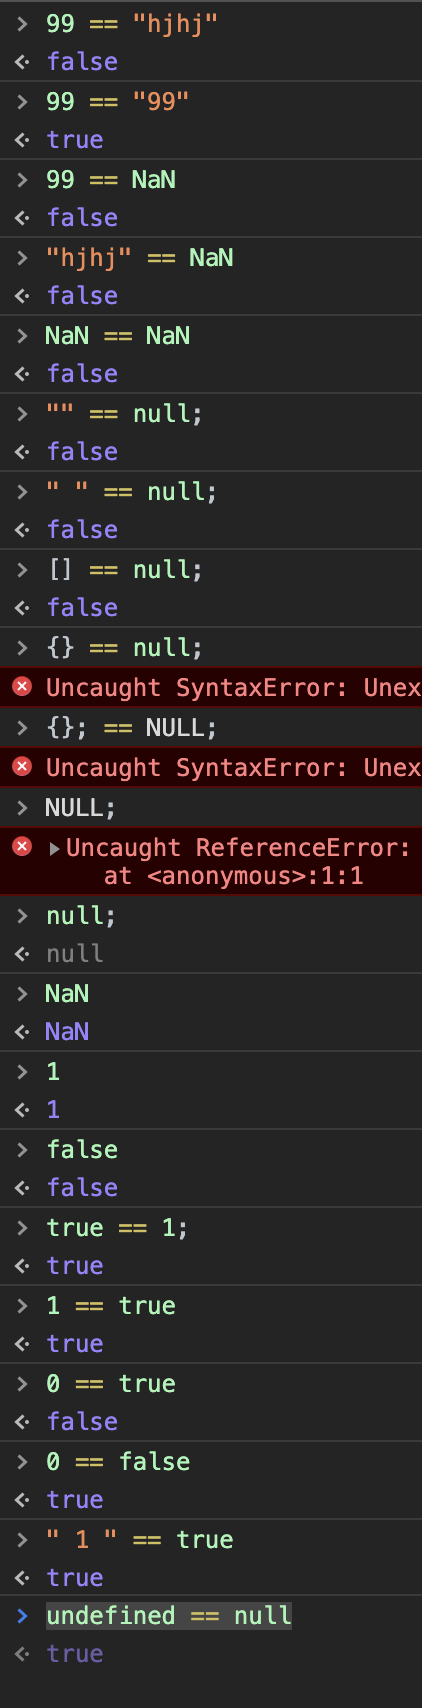 99 == "hjhj"
false
99 == "99"
true
99 == NaN
false
"hjhj" == NaN
false
NaN == NaN
false
"" == null;
false
" " == null;
false
[] == null;
false
{} == null;
Uncaught SyntaxError: Unex
{}; == NULL;
Uncaught SyntaxError: Unex
NULL;
Uncaught ReferenceError:
at <anonymous>:1:1
null;
null
NaN
NaN
1
1
false
false
true == 1;
true
1 == true
true
0 == true
false
0 == false
true
" 1 " == true
true
undefined == null
true